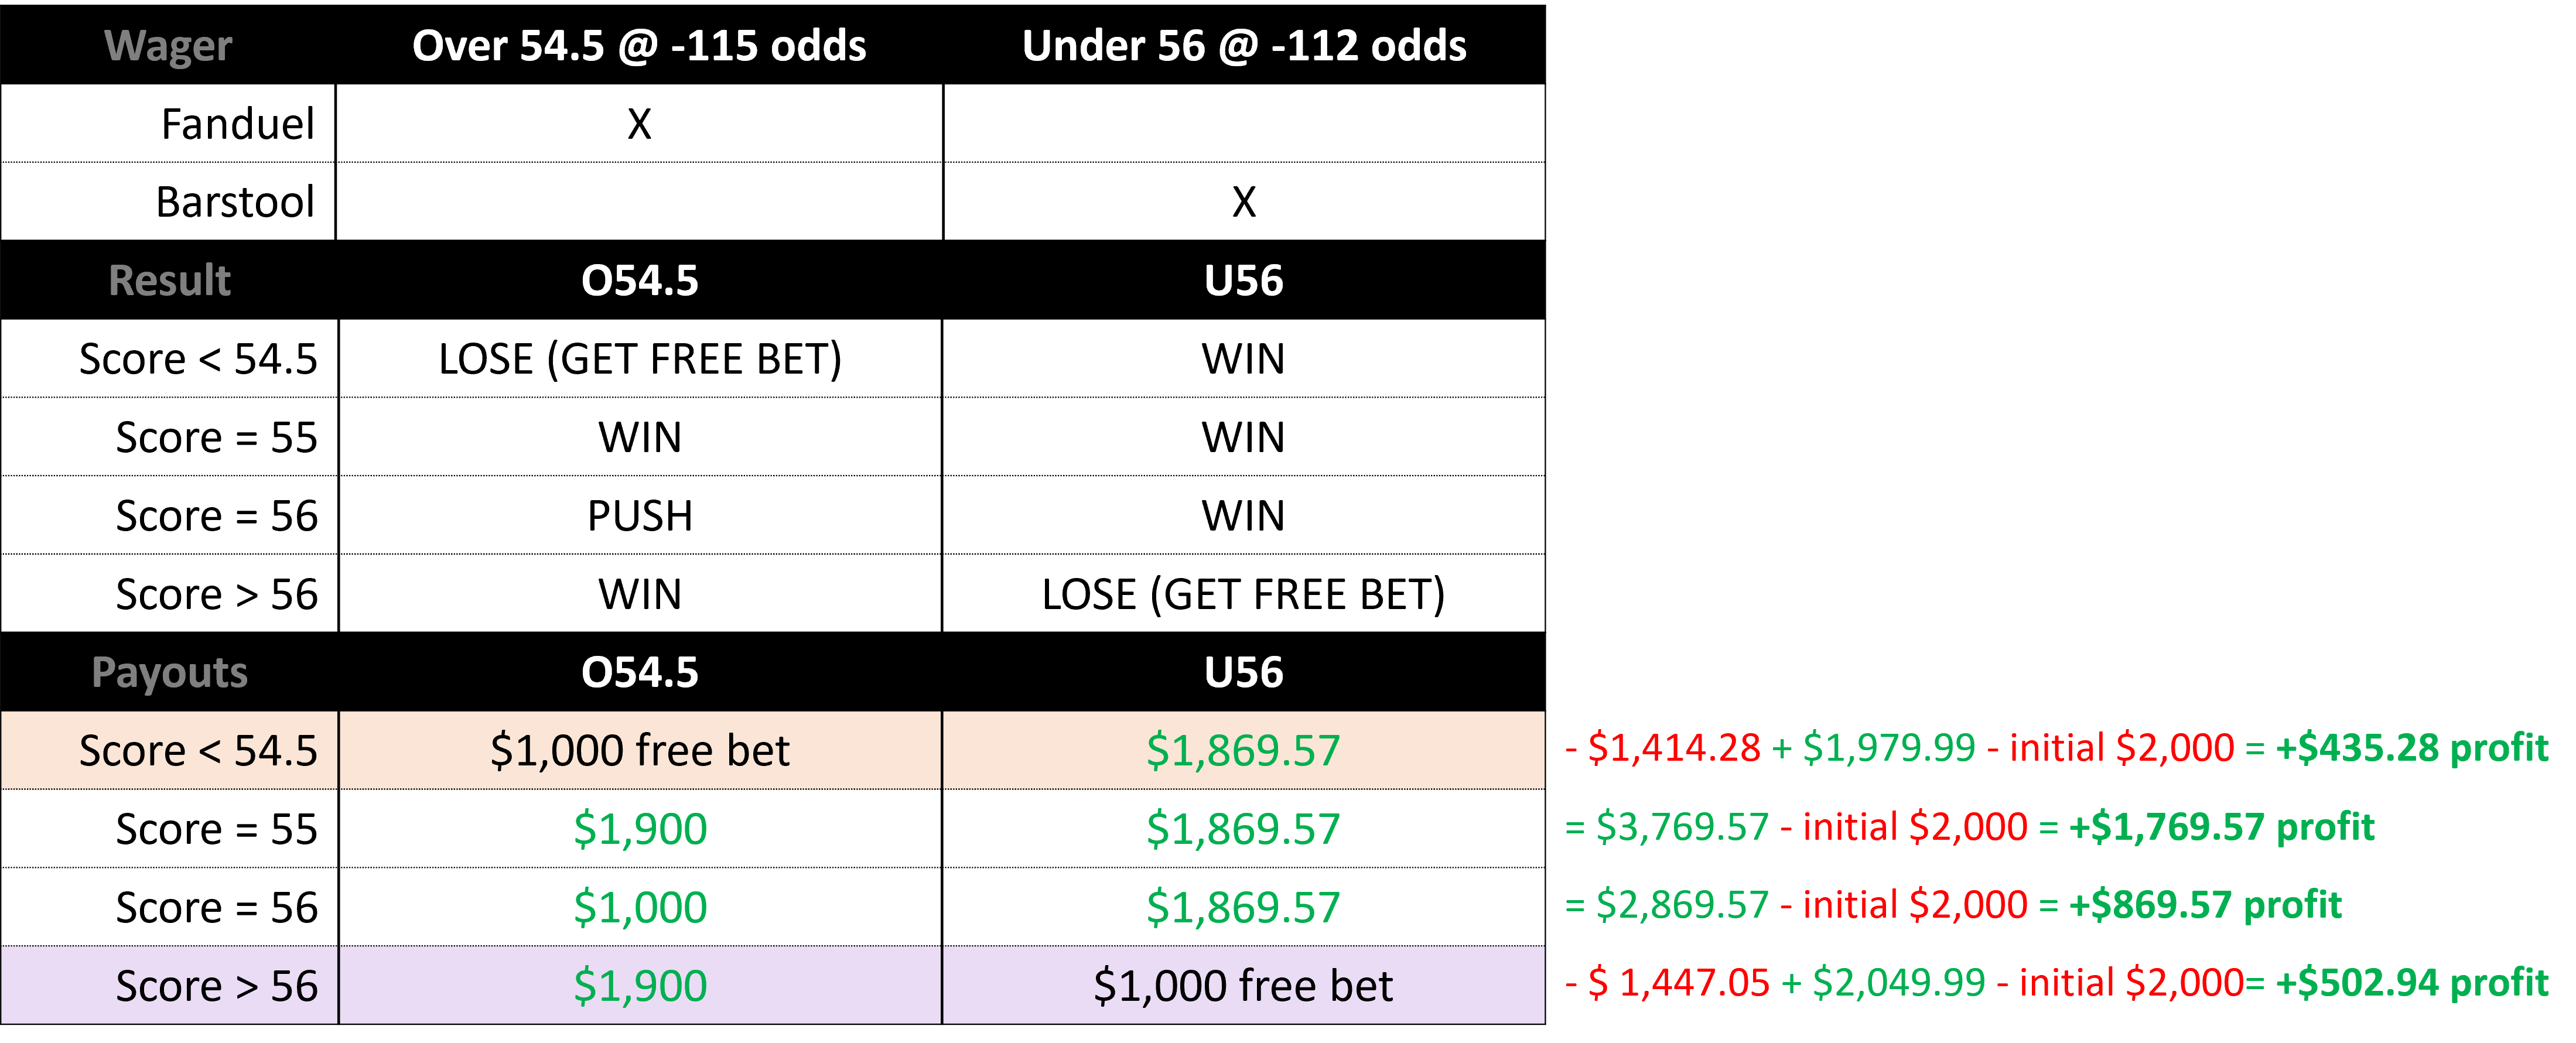 Wager Over 54.5 @ -115 odds Under 56 @ -112 odds
Fanduel X
Barstool X
Result O54.5 U56
Score < 54.5 LOSE (GET FREE BET) WIN
Score = 55 WIN WIN
Score = 56 PUSH WIN
Score > 56 WIN LOSE (GET FREE BET)
Payouts O54.5 U56
Score < 54.5 $1,000 free bet $1,869.57 - $1,414.28 + $1,979.99 - initial $2,000 = +$435.28 profit
Score = 55 $1,900 $1,869.57 = $3,769.57 - initial $2,000 = +$1,769.57 profit
Score = 56 $1,000 $1,869.57 = $2,869.57 - initial $2,000 = +$869.57 profit
Score > 56 $1,900 $1,000 free bet - $ 1,447.05 + $2,049.99 - initial $2,000= +$502.94 profit